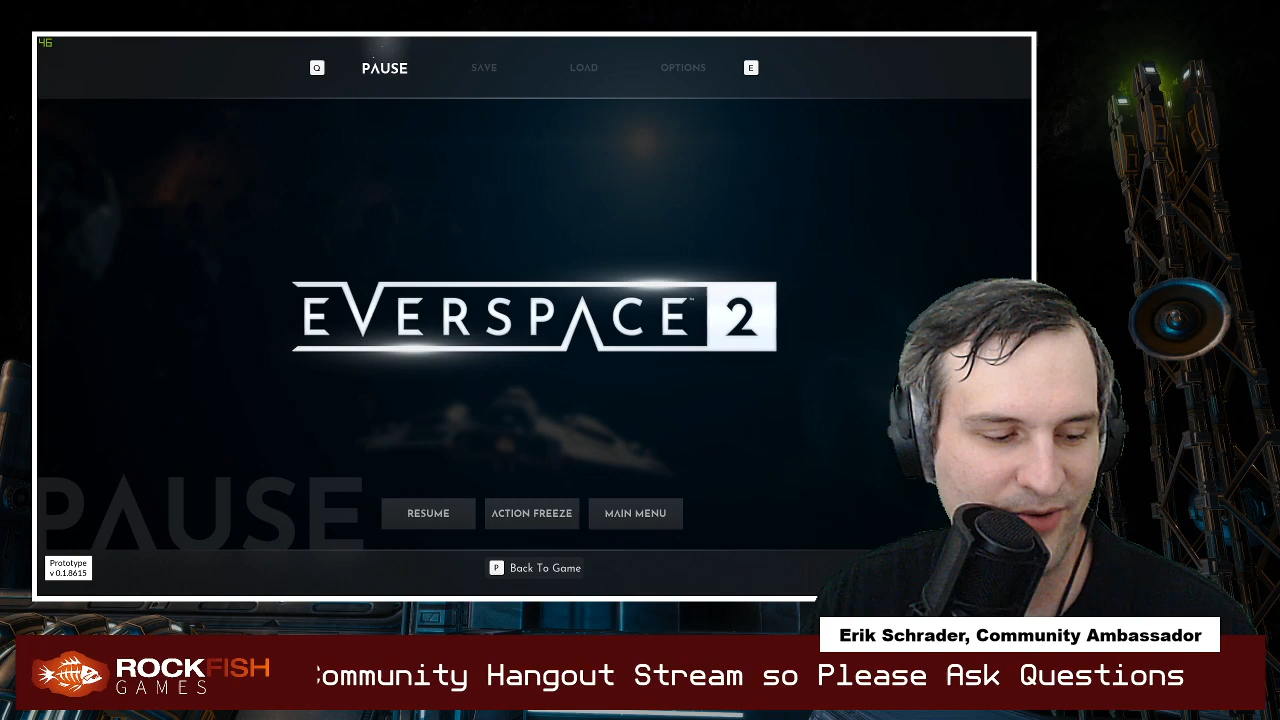 46
Q
PAUSE
SAVE
LOAD
OPTIONS
E
EVERSPACE™ 2
PAUSE
RESUME
ACTION FREEZE
MAIN MENU
Prototype
v 0.1.8615
P Back To Game
Erik Schrader, Community Ambassador
ROCKFISH
GAMES
ommunity Hangout Stream so Please Ask Questions